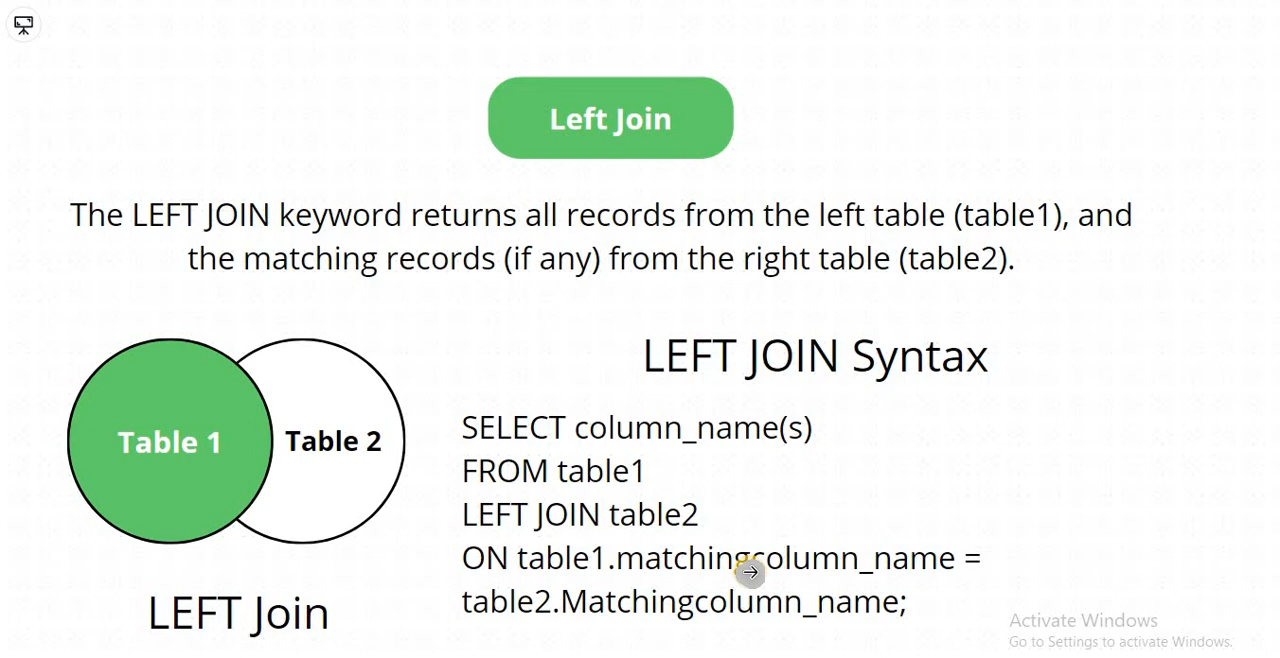 Left Join
The LEFT JOIN keyword returns all records from the left table (table1), and
the matching records (if any) from the right table (table2).
Table 1
Table 2
LEFT Join
LEFT JOIN Syntax
SELECT column_name(s)
FROM table1
LEFT JOIN table2
ON table1.matchingcolumn_name =
table2.Matchingcolumn_name;
Activate Windows
Go to Settings to activate Windows.